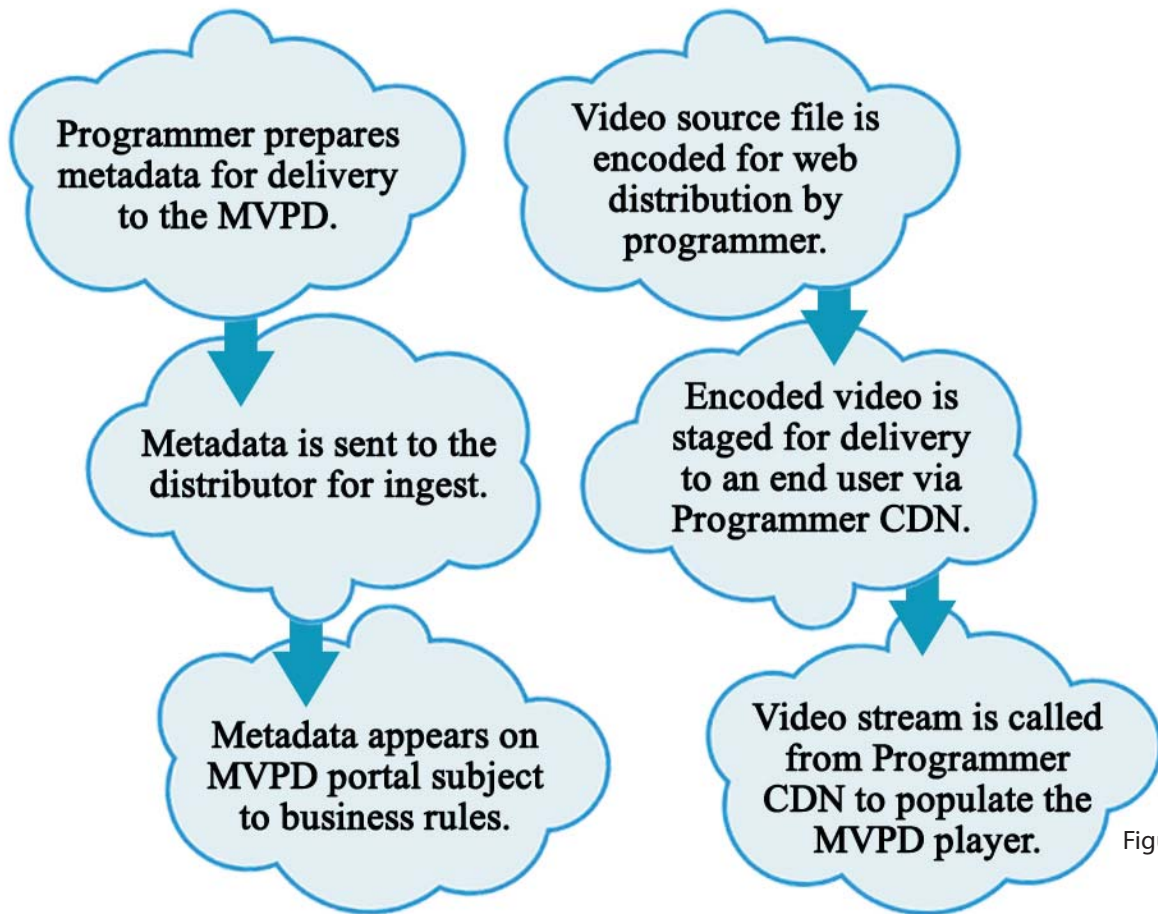 Programmer prepares
metadata for delivery
to the MVPD.
Metadata is sent to the
distributor for ingest.
Metadata appears on
MVPD portal subject
to business rules.
Video source file is
encoded for web
distribution by
programmer.
Encoded video is
staged for delivery
to an end user via
Programmer CDN.
Video stream is called
from Programmer
CDN to populate the
MVPD player.